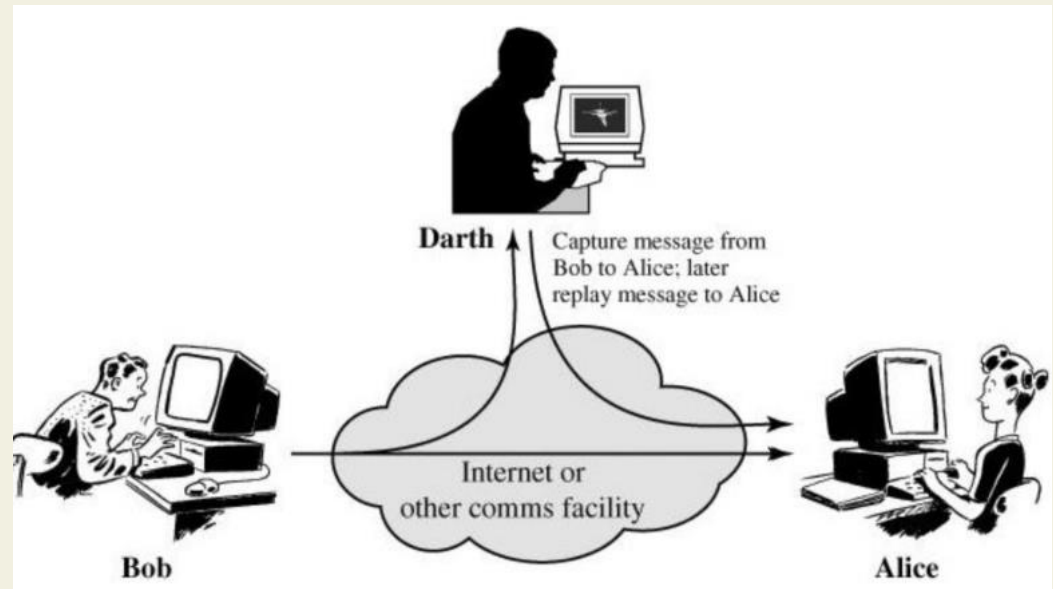 Darth
Capture message from
Bob to Alice; later
replay message to Alice
Internet or
other comms facility
Bob
Alice